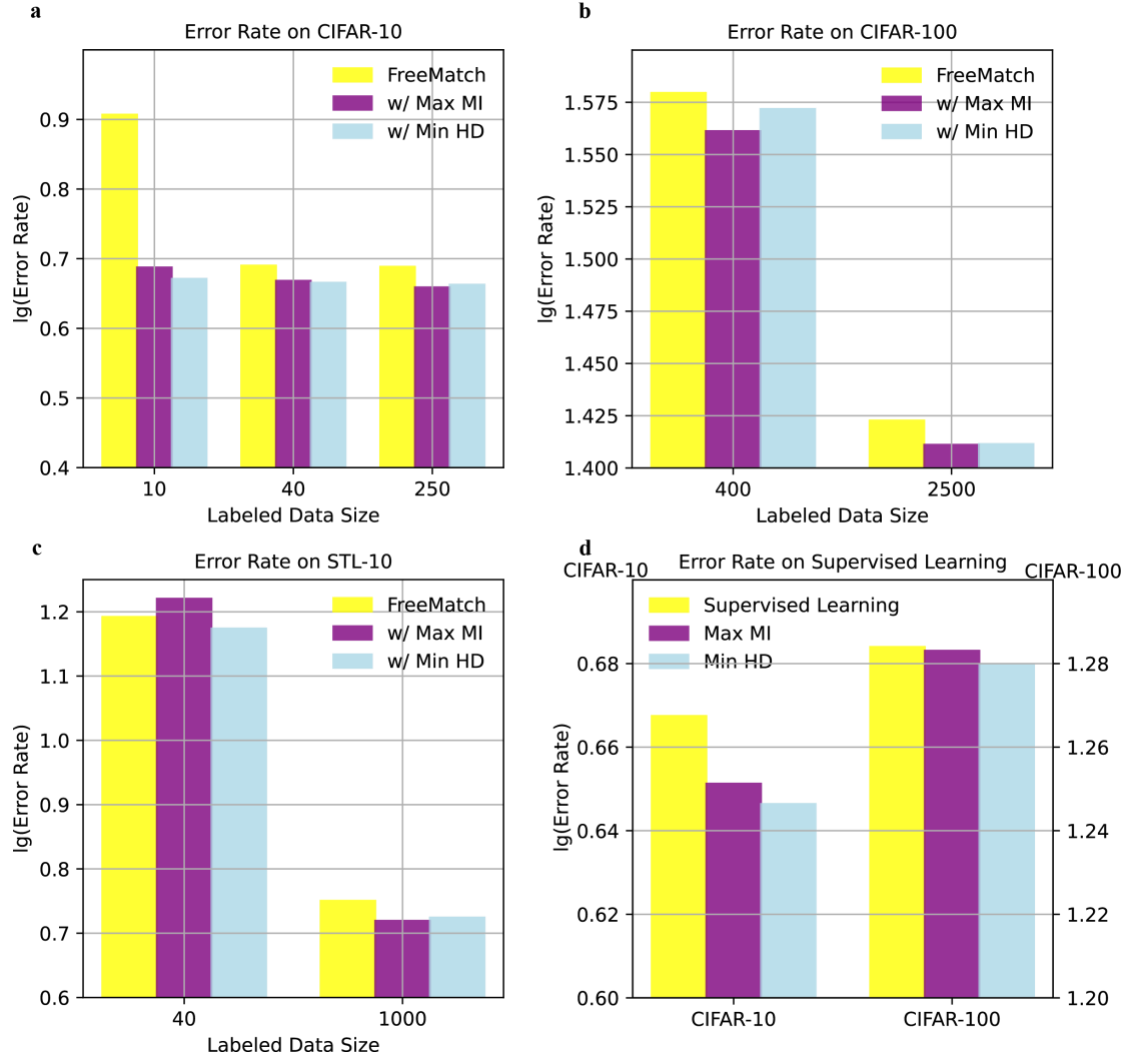 a
Error Rate on CIFAR-10
FreeMatch
w/ Max MI
w/ Min HD
0.9
0.8
0.7
0.6
0.5
0.4
lg(Error Rate)
10 40 250
Labeled Data Size
b
Error Rate on CIFAR-100
FreeMatch
w/ Max MI
w/ Min HD
1.575
1.550
1.525
1.500
1.475
1.450
1.425
1.400
lg(Error Rate)
400 2500
Labeled Data Size
c
Error Rate on STL-10
FreeMatch
w/ Max MI
w/ Min HD
1.2
1.1
1.0
0.9
0.8
0.7
0.6
lg(Error Rate)
40 1000
Labeled Data Size
d
Error Rate on Supervised Learning
CIFAR-10 CIFAR-100
Supervised Learning
Max MI
Min HD
0.68
0.66
0.64
0.62
0.60
lg(Error Rate)
1.28
1.26
1.24
1.22
1.20
CIFAR-10 CIFAR-100